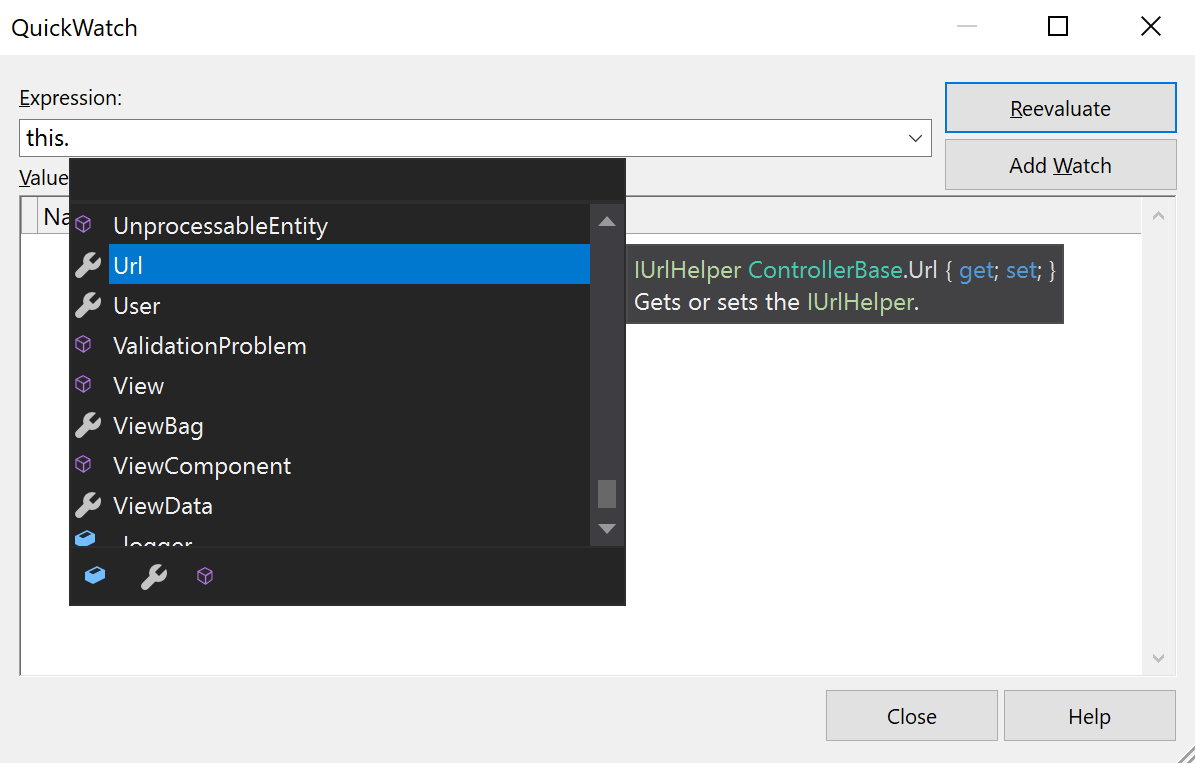 QuickWatch
Expression:
Reevaluate
this.
Add Watch
Value
Na
UnprocessableEntity
Url
IUrlHelper ControllerBase.Url { get; set; }
Gets or sets the IUrlHelper.
User
ValidationProblem
View
ViewBag
ViewComponent
ViewData
_logger
Close
Help